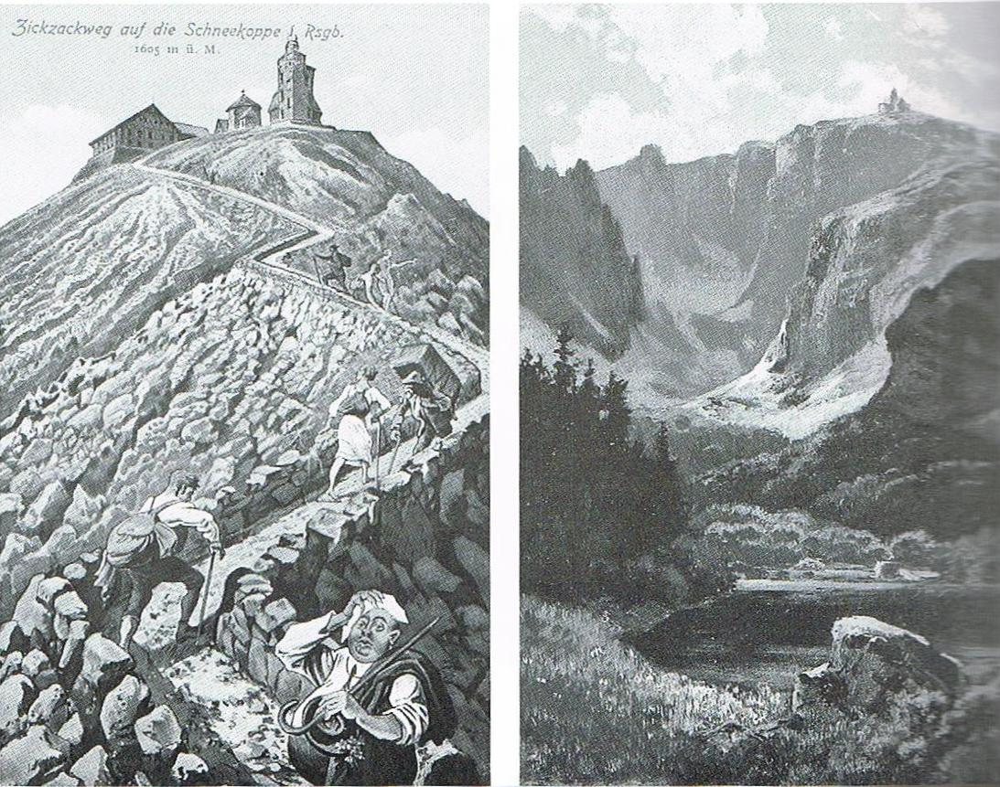 Zickzackweg auf die Schneekoppe i. Rsgb.
1605 m ü. M.